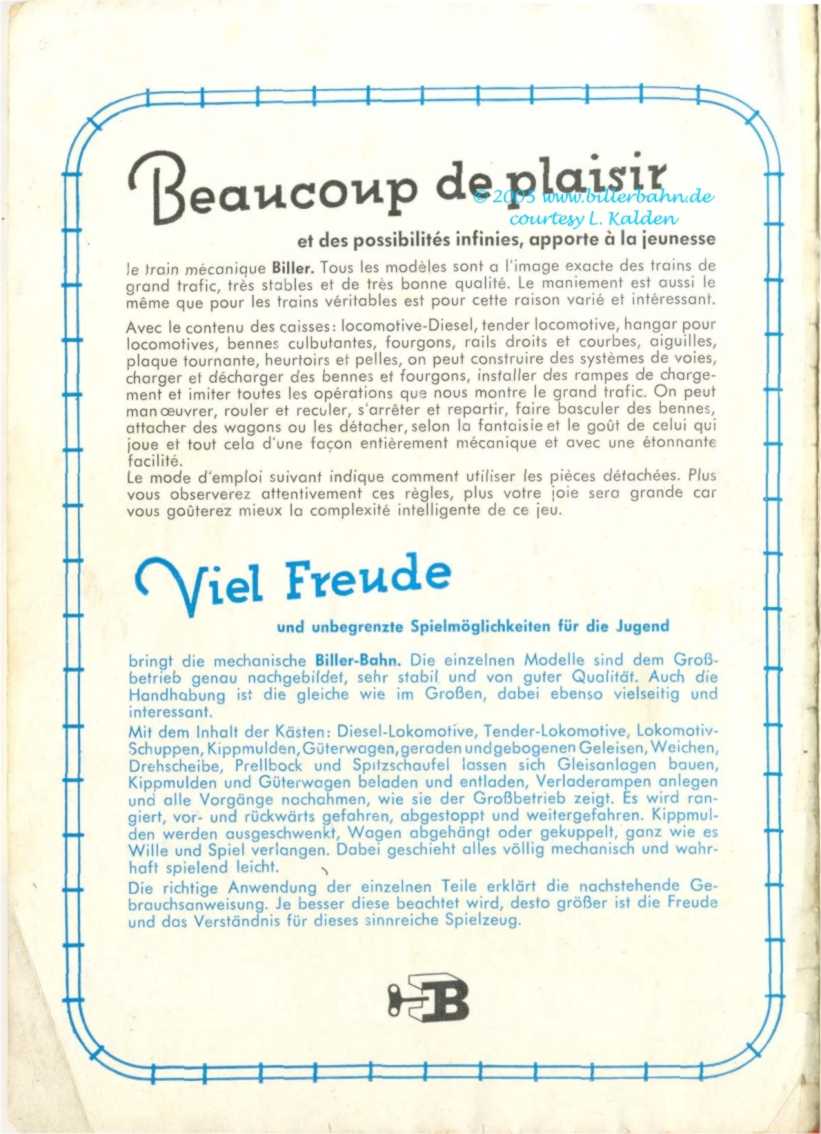 Beaucoup de plaisir
© 2005 www.billerbahn.de
courtesy L. Kalden
et des possibilités infinies, apporte à la jeunesse
le train mécanique Biller. Tous les modèles sont a l'image exacte des trains de
grand trafic, très stables et de très bonne qualité. Le maniement est aussi le
même que pour les trains véritables est pour cette raison varié et intéressant.
Avec le contenu des caisses: locomotive-Diesel, tender locomotive, hangar pour
locomotives, bennes culbutantes, fourgons, rails droits et courbes, aiguilles,
plaque tournante, heurtoirs et pelles, on peut construire des systèmes de voies,
charger et décharger des bennes et fourgons, installer des rampes de charge-
ment et imiter toutes les opérations que nous montre le grand trafic. On peut
manœuvrer, rouler et reculer, s'arrêter et repartir, faire basculer des bennes,
attacher des wagons ou les détacher, selon la fantaisie et le goût de celui qui
joue et tout cela d'une façon entièrement mécanique et avec une étonnante
facilité.
Le mode d'emploi suivant indique comment utiliser les pièces détachées. Plus
vous observerez attentivement ces règles, plus votre joie sera grande car
vous goûterez mieux la complexité intelligente de ce jeu.
Viel Freude
und unbegrenzte Spielmöglichkeiten für die Jugend
bringt die mechanische Biller-Bahn. Die einzelnen Modelle sind dem Groß-
betrieb genau nachgebildet, sehr stabil und von guter Qualität. Auch die
Handhabung ist die gleiche wie im Großen, dabei ebenso vielseitig und
interessant.
Mit dem Inhalt der Kästen: Diesel-Lokomotive, Tender-Lokomotive, Lokomotiv-
Schuppen, Kippmulden, Güterwagen, geraden und gebogenen Geleisen, Weichen,
Drehscheibe, Prellbock und Spitzschaufel lassen sich Gleisanlagen bauen,
Kippmulden und Güterwagen beladen und entladen, Verladerampen anlegen
und alle Vorgänge nachahmen, wie sie der Großbetrieb zeigt. Es wird ran-
giert, vor- und rückwärts gefahren, abgestoppt und weitergefahren. Kippmul-
den werden ausgeschwenkt, Wagen abgehängt oder gekuppelt, ganz wie es
Wille und Spiel verlangen. Dabei geschieht alles völlig mechanisch und wahr-
haft spielend leicht.
Die richtige Anwendung der einzelnen Teile erklärt die nachstehende Ge-
brauchsanweisung. Je besser diese beachtet wird, desto größer ist die Freude
und das Verständnis für dieses sinnreiche Spielzeug.
B